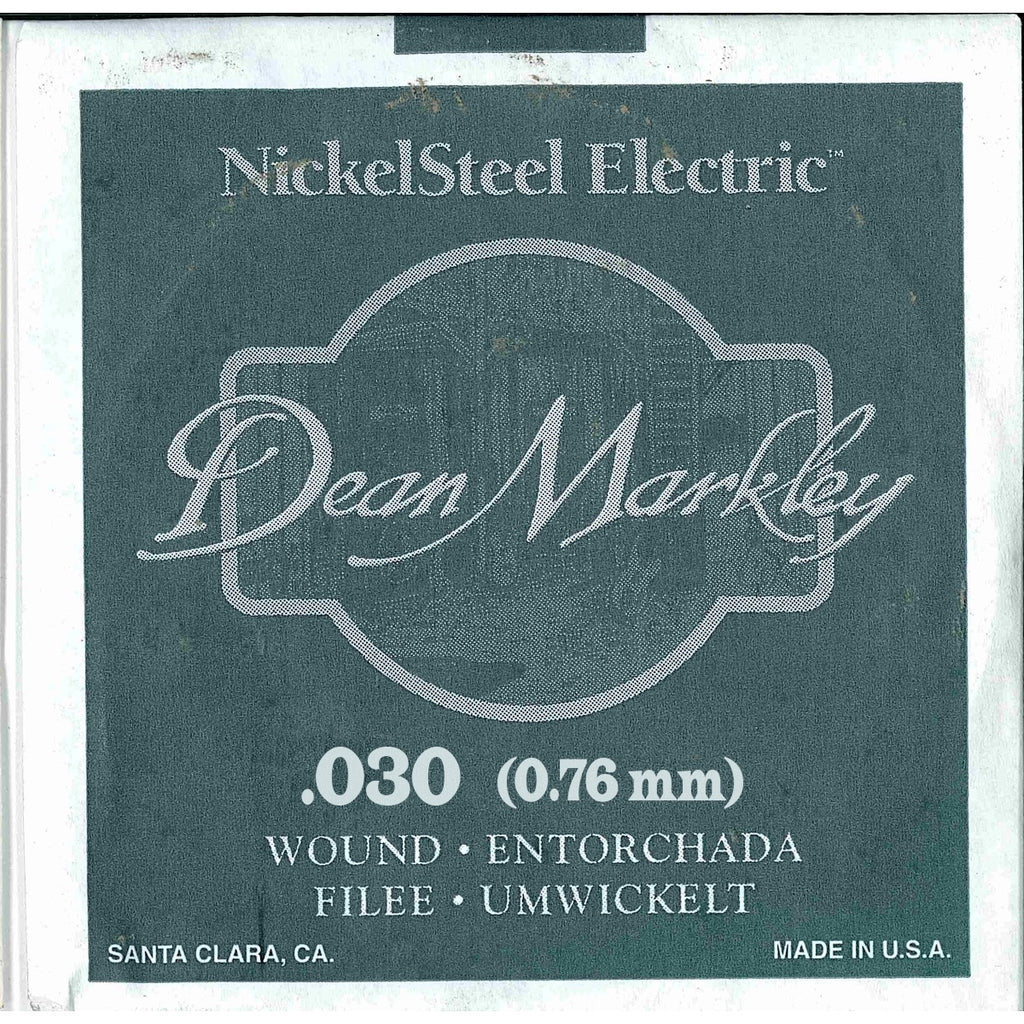 NickelSteel Electric™
Dean Markley
.030 (0.76 mm)
WOUND • ENTORCHADA
FILEE • UMWICKELT
SANTA CLARA, CA. MADE IN U.S.A.